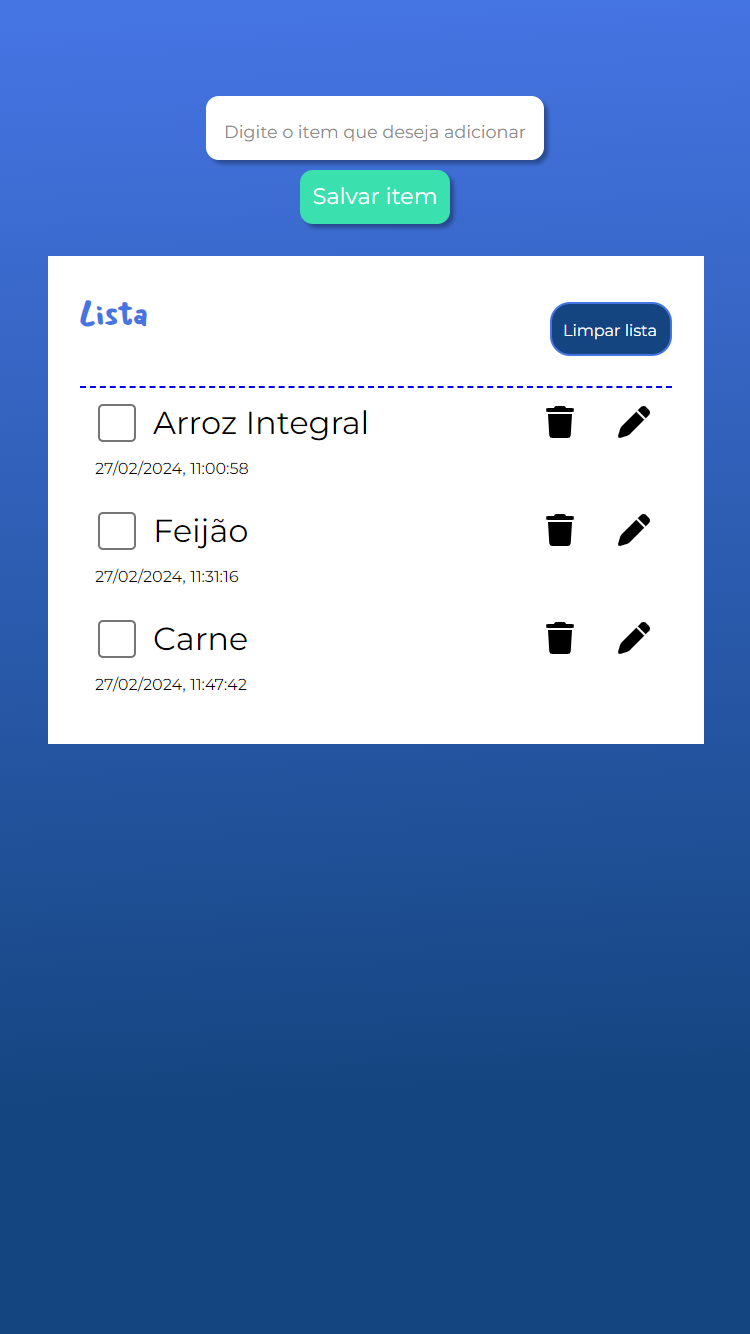 Digite o item que deseja adicionar
Salvar item
Lista
Limpar lista
Arroz Integral
27/02/2024, 11:00:58
Feijão
27/02/2024, 11:31:16
Carne
27/02/2024, 11:47:42